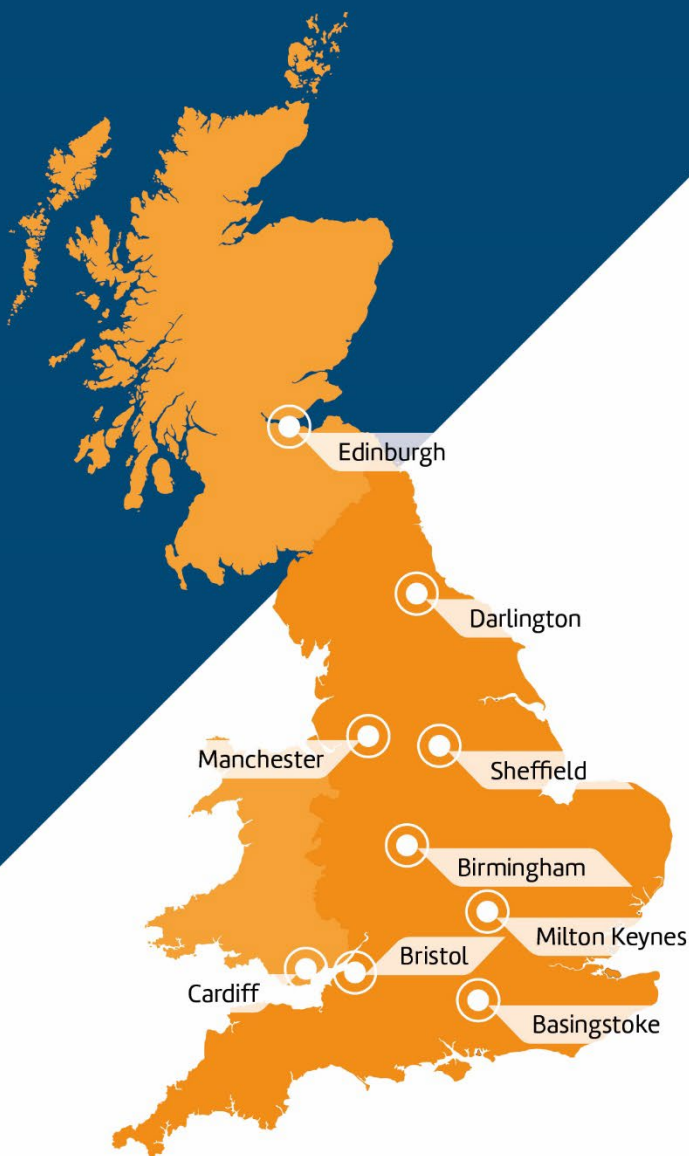 Edinburgh
Darlington
Manchester
Sheffield
Birmingham
Milton Keynes
Bristol
Cardiff
Basingstoke